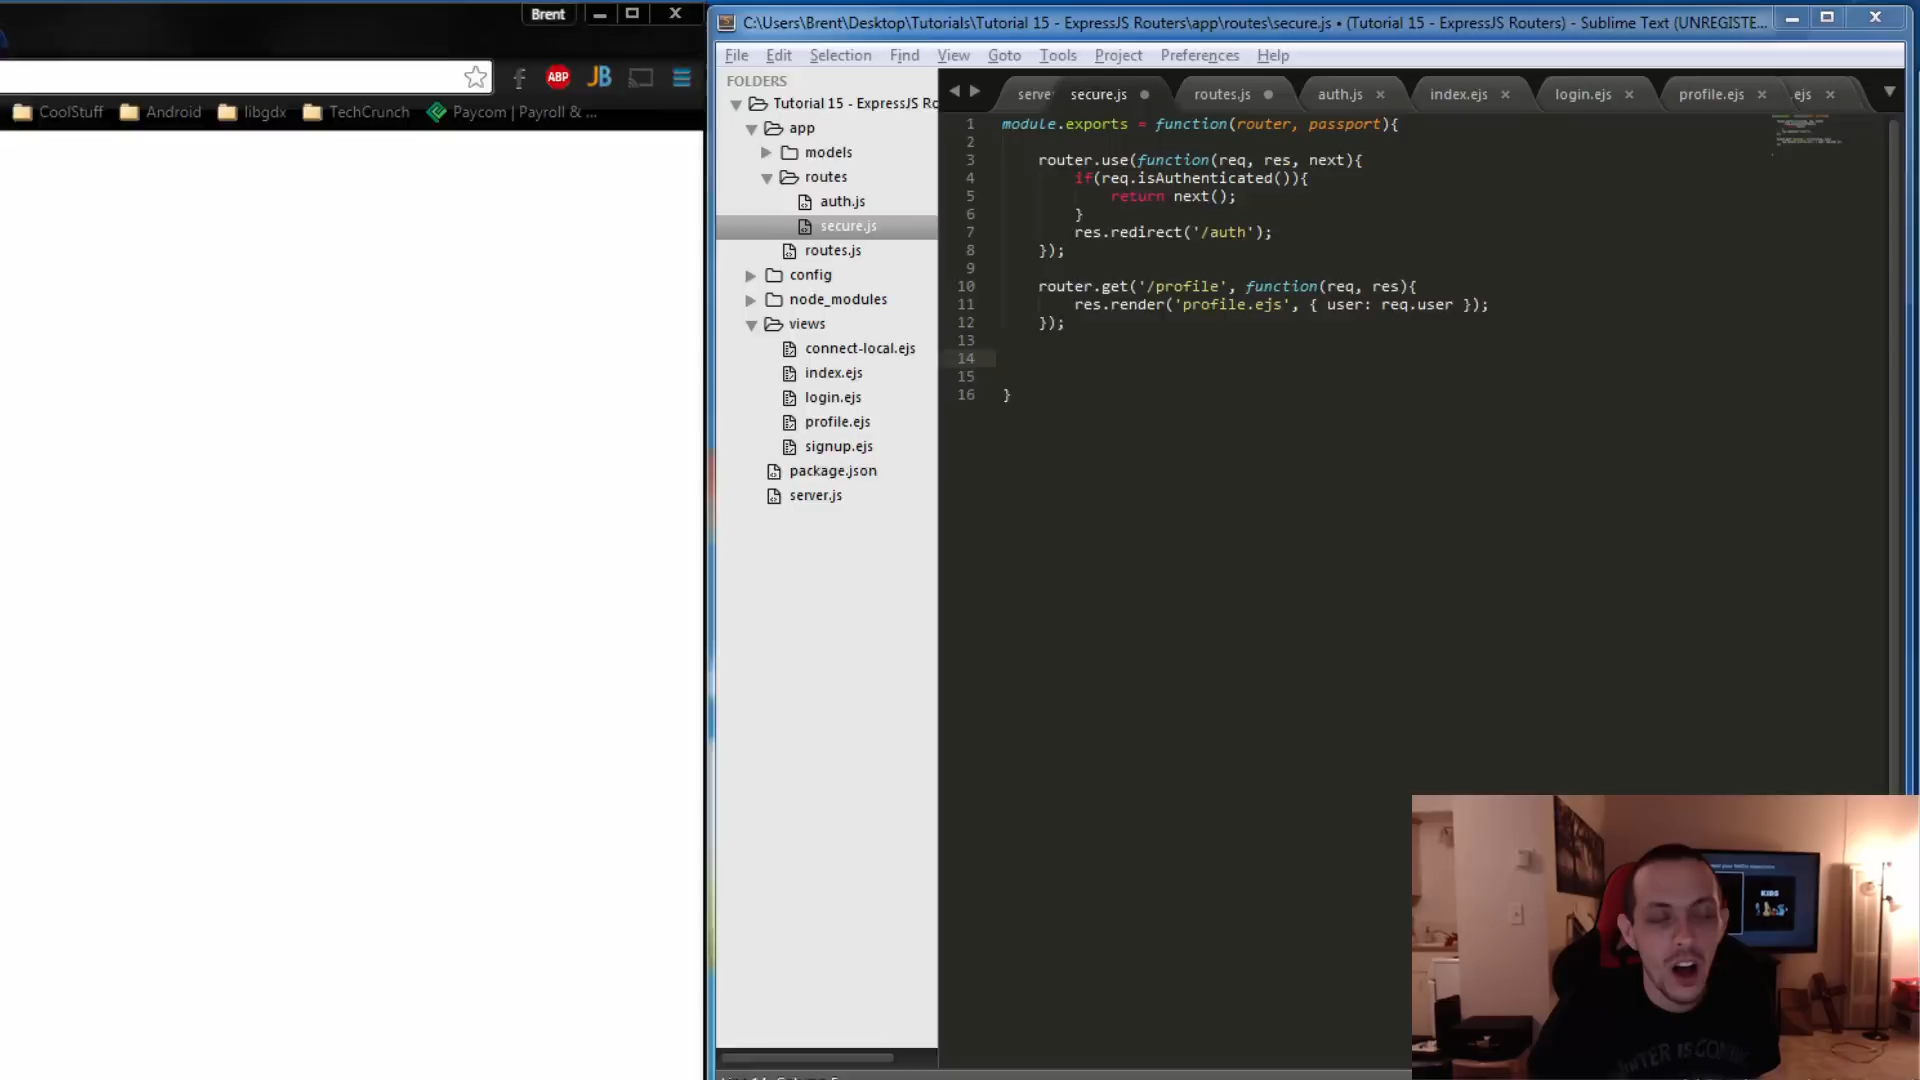 Brent
C:\Users\Brent\Desktop\Tutorials\Tutorial 15 - ExpressJS Routers\app\routes\secure.js • (Tutorial 15 - ExpressJS Routers) - Sublime Text (UNREGISTE...
File Edit Selection Find View Goto Tools Project Preferences Help
ABP JB
CoolStuff Android libgdx TechCrunch Paycom | Payroll & ...
FOLDERS
Tutorial 15 - ExpressJS Ro
app
models
routes
auth.js
secure.js
routes.js
config
node_modules
views
connect-local.ejs
index.ejs
login.ejs
profile.ejs
signup.ejs
package.json
server.js
serve secure.js routes.js auth.js index.ejs login.ejs profile.ejs .ejs
1 module.exports = function(router, passport){
2
3 router.use(function(req, res, next){
4 if(req.isAuthenticated()){
5 return next();
6 }
7 res.redirect('/auth');
8 });
9
10 router.get('/profile', function(req, res){
11 res.render('profile.ejs', { user: req.user });
12 });
13
14
15
16 }
KIDS